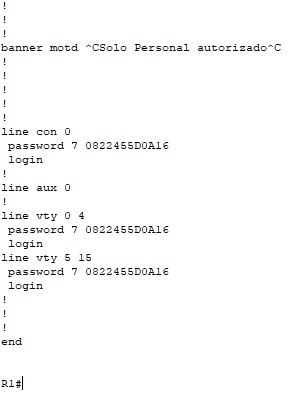 !
!
!
banner motd ^CSolo Personal autorizado^C
!
!
!
!
!
line con 0
 password 7 0822455D0A16
 login
!
line aux 0
!
line vty 0 4
 password 7 0822455D0A16
 login
line vty 5 15
 password 7 0822455D0A16
 login
!
!
!
end
R1#